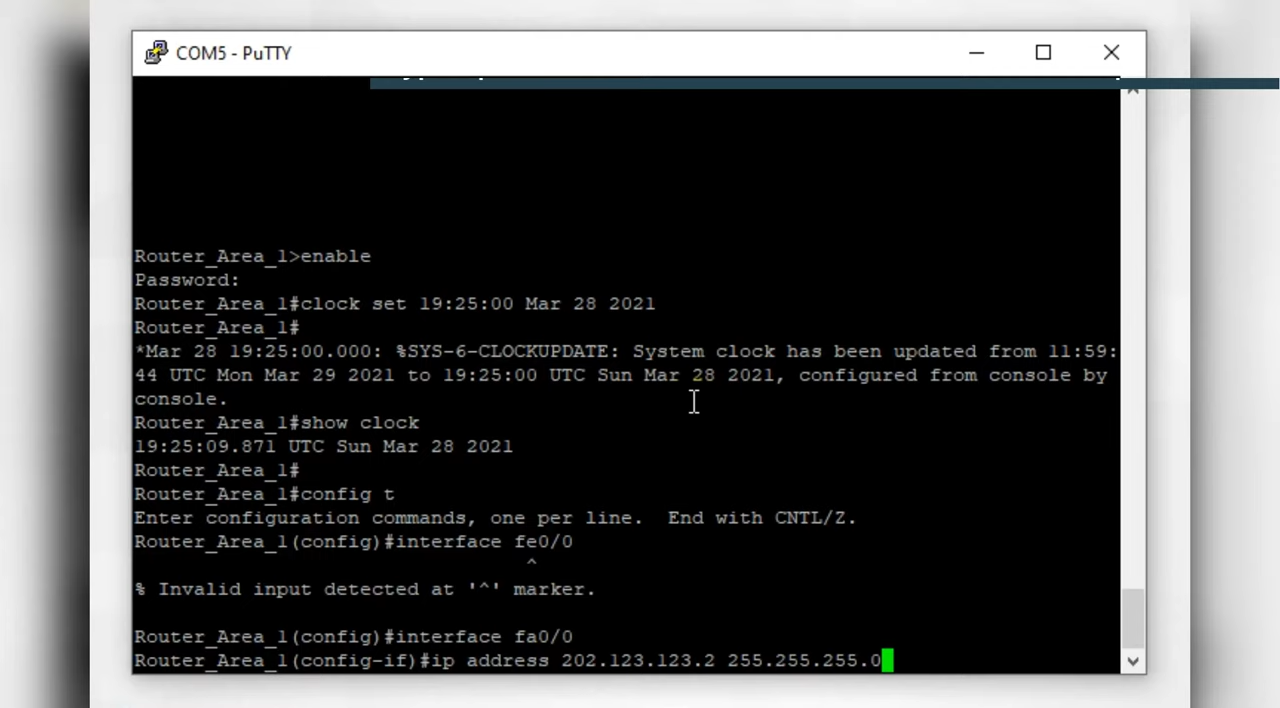 COM5 - PuTTY
Router_Area_1>enable
Password:
Router_Area_1#clock set 19:25:00 Mar 28 2021
Router_Area_1#
*Mar 28 19:25:00.000: %SYS-6-CLOCKUPDATE: System clock has been updated from 11:59:
44 UTC Mon Mar 29 2021 to 19:25:00 UTC Sun Mar 28 2021, configured from console by
console.
Router_Area_1#show clock
19:25:09.871 UTC Sun Mar 28 2021
Router_Area_1#
Router_Area_1#config t
Enter configuration commands, one per line.  End with CNTL/Z.
Router_Area_1(config)#interface fe0/0
^
% Invalid input detected at '^' marker.
Router_Area_1(config)#interface fa0/0
Router_Area_1(config-if)#ip address 202.123.123.2 255.255.255.0